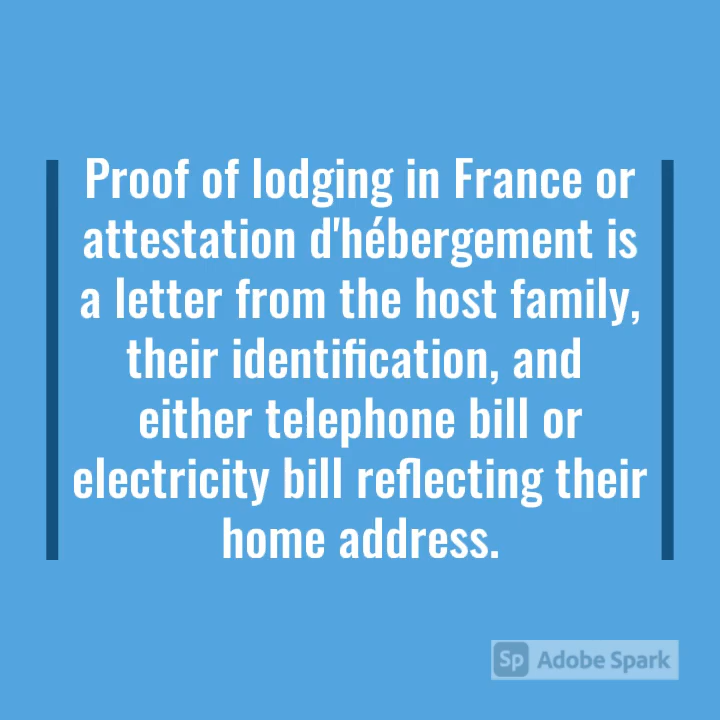 Proof of lodging in France or
attestation d'hébergement is
a letter from the host family,
their identification, and
either telephone bill or
electricity bill reflecting their
home address.
Sp Adobe Spark